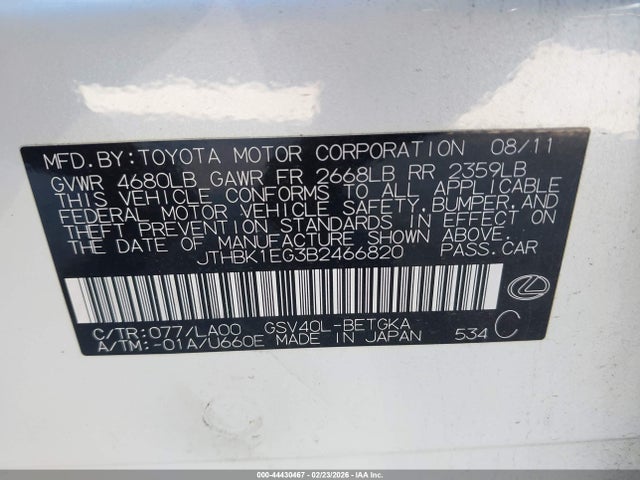 MFD.BY:TOYOTA MOTOR CORPORATION 08/11
GVWR 4680LB GAWR FR 2668LB RR 2359LB
THIS VEHICLE CONFORMS TO ALL APPLICABLE
FEDERAL MOTOR VEHICLE SAFETY,BUMPER,AND
THEFT PREVENTION STANDARDS IN EFFECT ON
THE DATE OF MANUFACTURE SHOWN ABOVE.
JTHBK1EG3B2466820 PASS.CAR
C/TR:077/LA00 GSV40L-BETGKA
A/TM:-01A/U660E MADE IN JAPAN 534 C
000-44430467 - 02/23/2026 - IAAI.COM